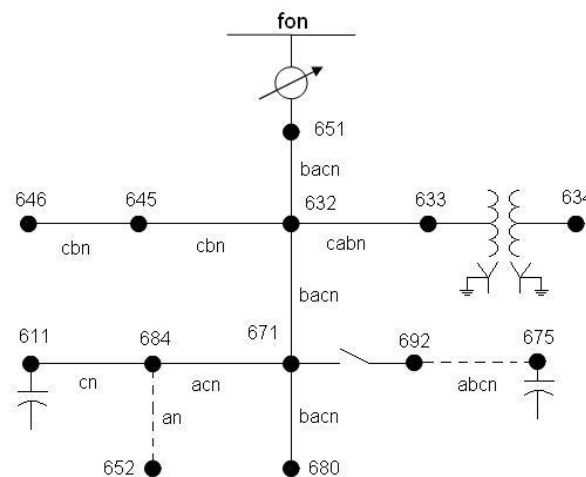 fon
651
bacn
646
645
632
633
634
cbn
cbn
cabn
bacn
611
684
671
692
675
cn
acn
abcn
an
bacn
652
680